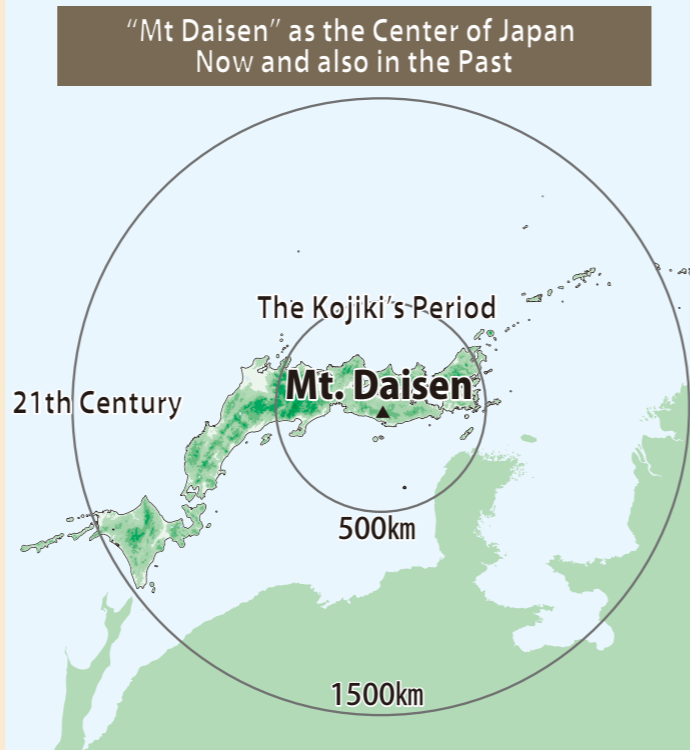 “Mt Daisen” as the Center of Japan
Now and also in the Past
The Kojiki’s Period
Mt. Daisen
21th Century
500km
1500km